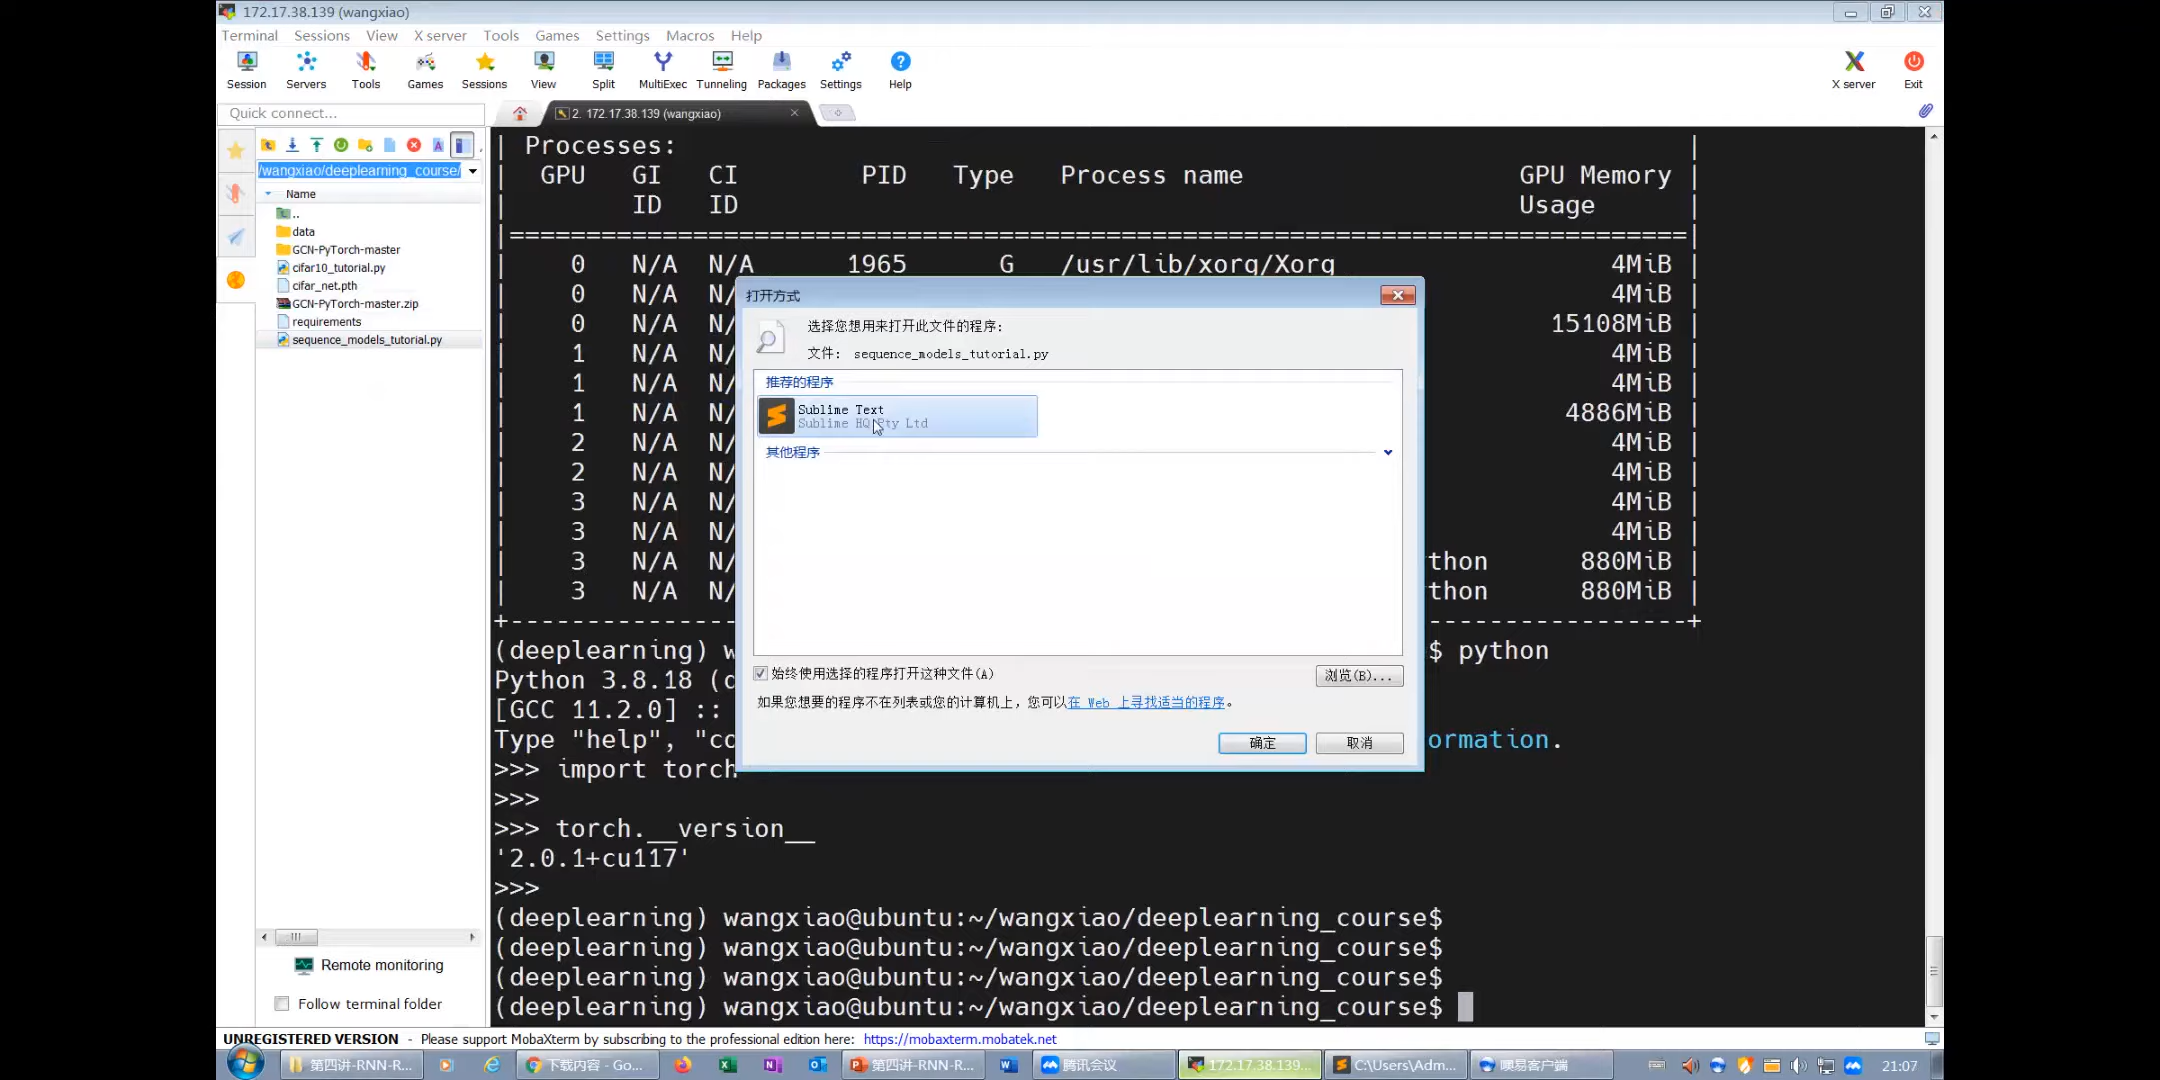 172.17.38.139 (wangxiao)
Terminal Sessions View X server Tools Games Settings Macros Help
Session Servers Tools Games Sessions View Split MultiExec Tunneling Packages Settings Help X server Exit
Quick connect...
2. 172.17.38.139 (wangxiao)
/wangxiao/deeplearning_course/
Name
..
data
GCN-PyTorch-master
cifar10_tutorial.py
cifar_net.pth
GCN-PyTorch-master.zip
requirements
sequence_models_tutorial.py
Remote monitoring
Follow terminal folder
| Processes: |
| GPU GI CI PID Type Process name GPU Memory |
| ID ID Usage |
|=============================================================================|
| 0 N/A N/A 1965 G /usr/lib/xorg/Xorg 4MiB |
| 0 N/A N/ 4MiB |
| 0 N/A N/ 15108MiB |
| 1 N/A N/ 4MiB |
| 1 N/A N/ 4MiB |
| 1 N/A N/ 4886MiB |
| 2 N/A N/ 4MiB |
| 2 N/A N/ 4MiB |
| 3 N/A N/ 4MiB |
| 3 N/A N/ 4MiB |
| 3 N/A N/ thon 880MiB |
| 3 N/A N/ thon 880MiB |
(deeplearning) $ python
Python 3.8.18 (d
[GCC 11.2.0] ::
Type "help", "co ormation.
>>> import torch
>>>
>>> torch.__version__
'2.0.1+cu117'
>>>
(deeplearning) wangxiao@ubuntu:~/wangxiao/deeplearning_course$
(deeplearning) wangxiao@ubuntu:~/wangxiao/deeplearning_course$
(deeplearning) wangxiao@ubuntu:~/wangxiao/deeplearning_course$
(deeplearning) wangxiao@ubuntu:~/wangxiao/deeplearning_course$
打开方式
选择您想用来打开此文件的程序:
文件: sequence_models_tutorial.py
推荐的程序
Sublime Text
Sublime HQ Pty Ltd
其他程序
始终使用选择的程序打开这种文件(A)
浏览(B)...
如果您想要的程序不在列表或您的计算机上，您可以在 Web 上寻找适当的程序。
确定 取消
UNREGISTERED VERSION - Please support MobaXterm by subscribing to the professional edition here: https://mobaxterm.mobatek.net
第四讲-RNN-R... 下载内容 - Go... 第四讲-RNN-R... 腾讯会议 172.17.38.139... C:\Users\Adm... 噢易客户端 21:07